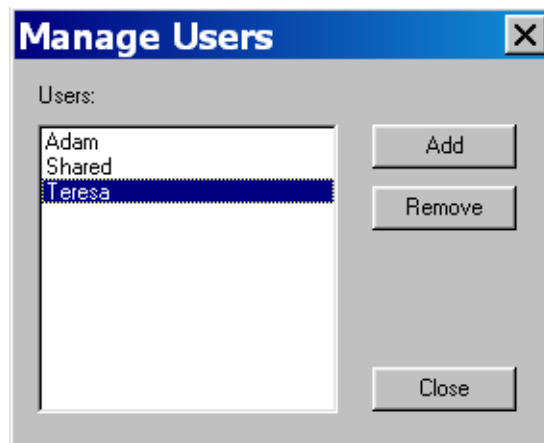 Manage Users
Users:
Adam
Shared
Teresa
Add
Remove
Close